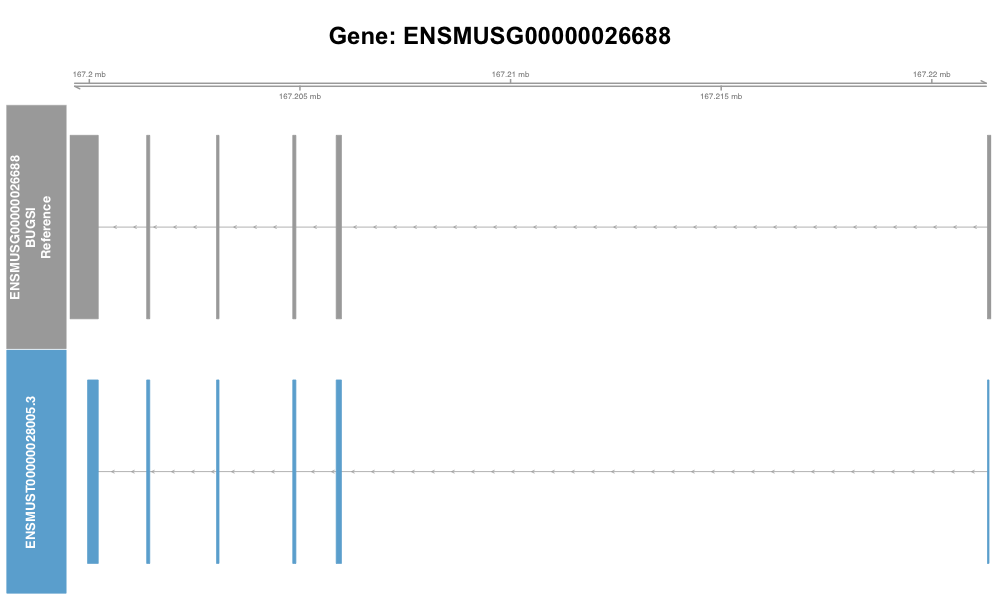 Gene: ENSMUSG00000026688
167.2 mb
167.21 mb
167.22 mb
167.205 mb
167.215 mb
ENSMUSG00000026688
BUGSI
Reference
ENSMUST00000028005.3